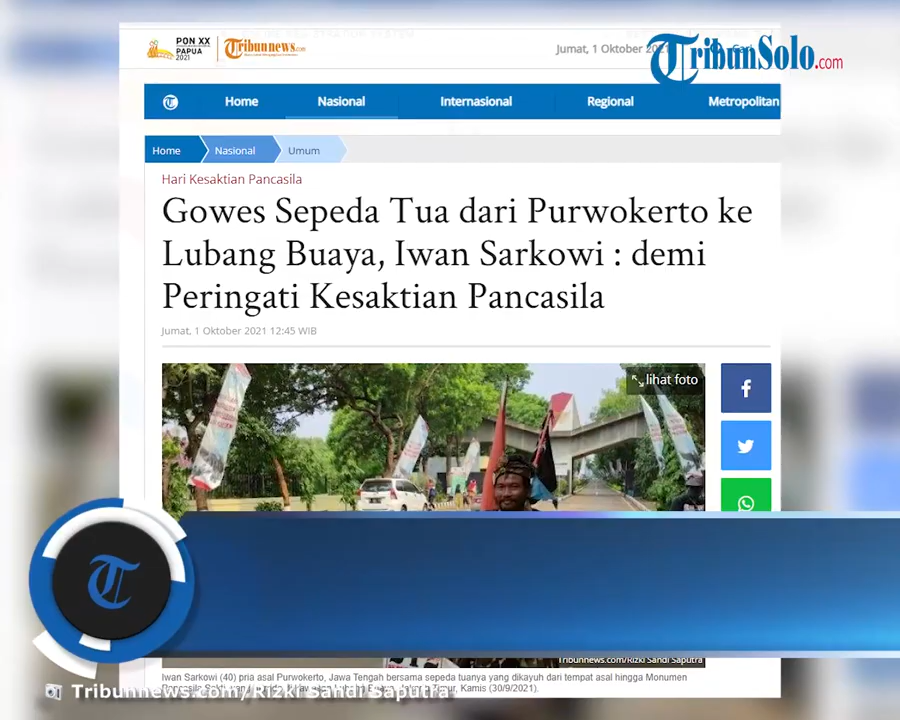 PON XX
PAPUA
2021
Tribunnews.com
Jumat, 1 Oktober 2021
TribunSolo.com
Home
Nasional
Internasional
Regional
Metropolitan
Home
Nasional
Umum
Hari Kesaktian Pancasila
Gowes Sepeda Tua dari Purwokerto ke
Lubang Buaya, Iwan Sarkowi : demi
Peringati Kesaktian Pancasila
Jumat, 1 Oktober 2021 12:45 WIB
lihat foto
Tribunnews.com/Rizki Sandi Saputra
Iwan Sarkowi (40) pria asal Purwokerto, Jawa Tengah bersama sepeda tuanya yang dikayuh dari tempat asal hingga Monumen
Timur, Kamis (30/9/2021).
Tribunnews.com/Rizki Sandi Saputra